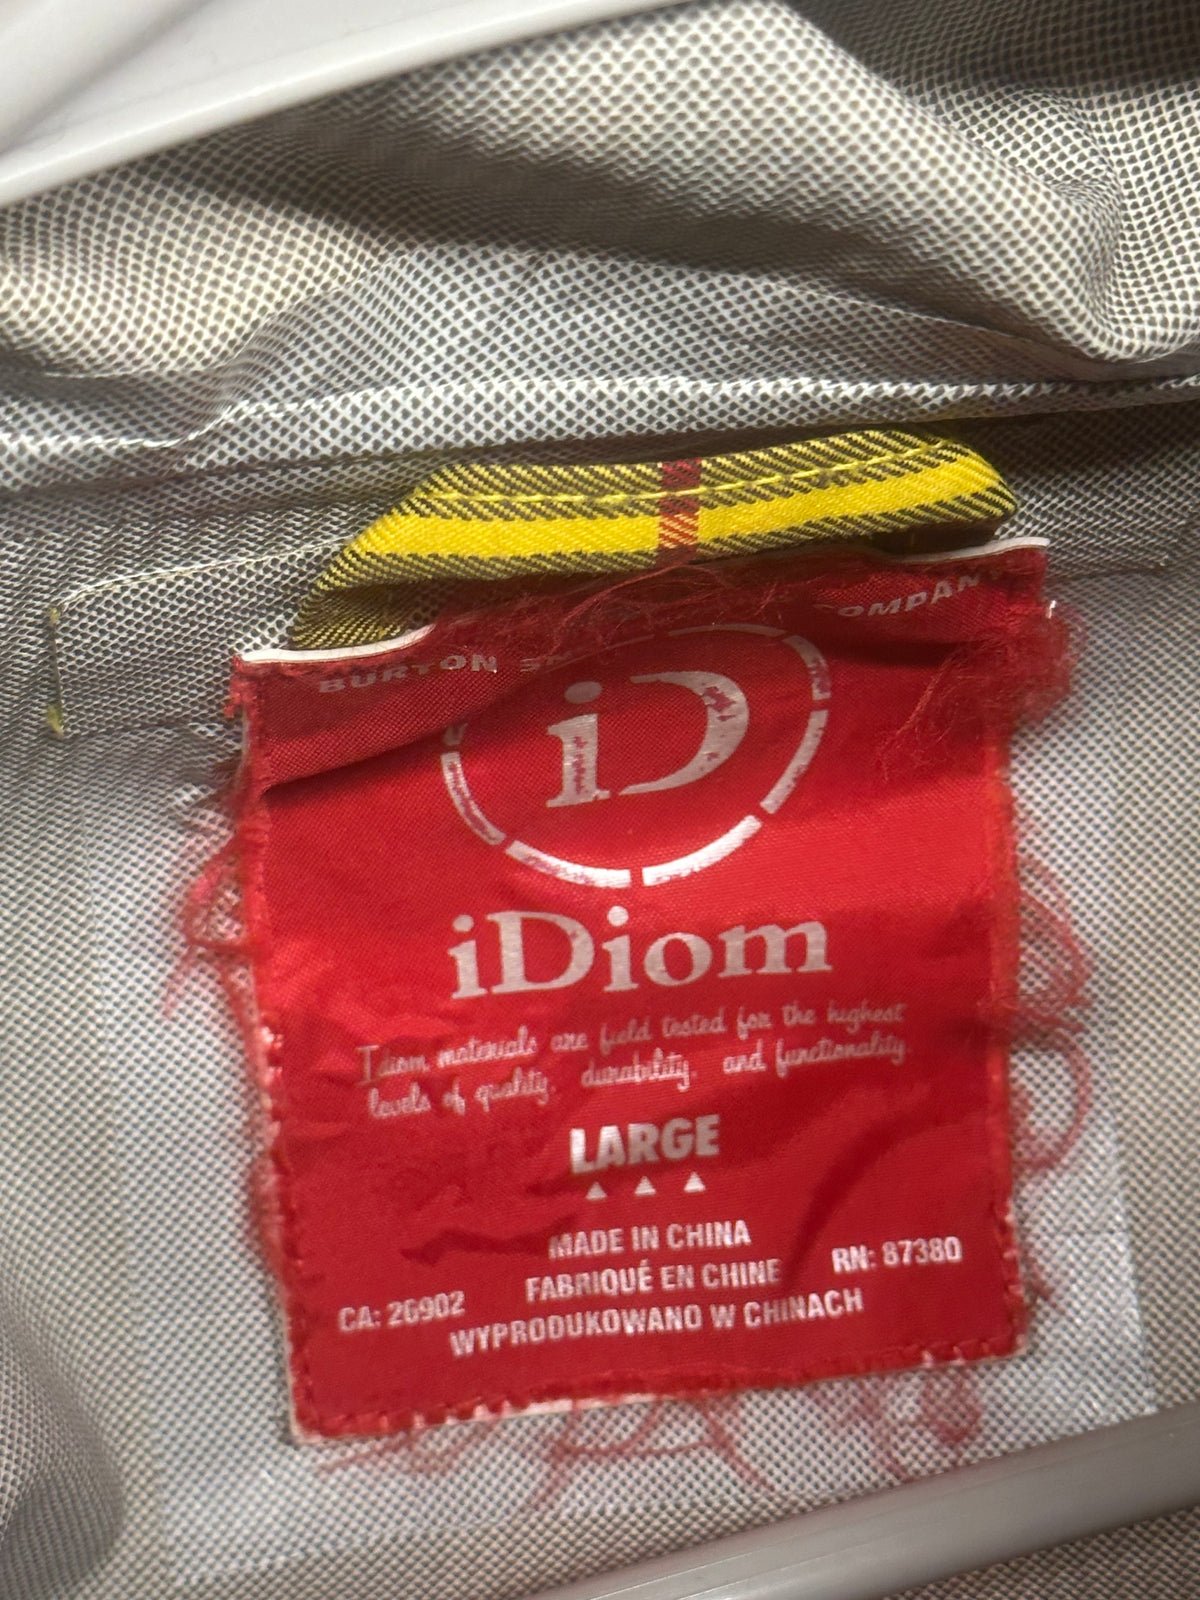 BURTON
COMPANY
iD
iDiom
Idiom materials are field tested for the highest
levels of quality, durability, and functionality.
LARGE
MADE IN CHINA
FABRIQUÉ EN CHINE
RN: 87380
CA: 26902
WYPRODUKOWANO W CHINACH